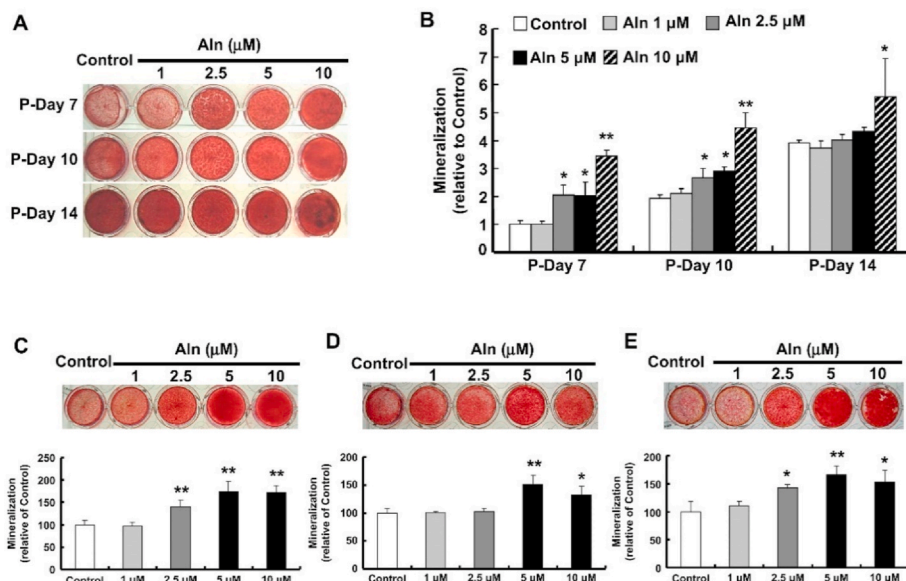 A
Aln (µM)
Control
1 2.5 5 10
P-Day 7
P-Day 10
P-Day 14
B
Control Aln 1 µM Aln 2.5 µM
Aln 5 µM Aln 10 µM
Mineralization
(relative to Control)
8
7
6
5
4
3
2
1
0
* * **
* * **
*
P-Day 7 P-Day 10 P-Day 14
C
Aln (µM)
Control
1 2.5 5 10
Mineralization
(relative of Control)
250
200
150
100
50
0
** ** **
Control 1 µM 2.5 µM 5 µM 10 µM
D
Aln (µM)
Control
1 2.5 5 10
Mineralization
(relative of Control)
200
150
100
50
0
** *
Control 1 µM 2.5 µM 5 µM 10 µM
E
Aln (µM)
Control
1 2.5 5 10
Mineralization
(relative of Control)
200
150
100
50
0
* ** *
Control 1 µM 2.5 µM 5 µM 10 µM